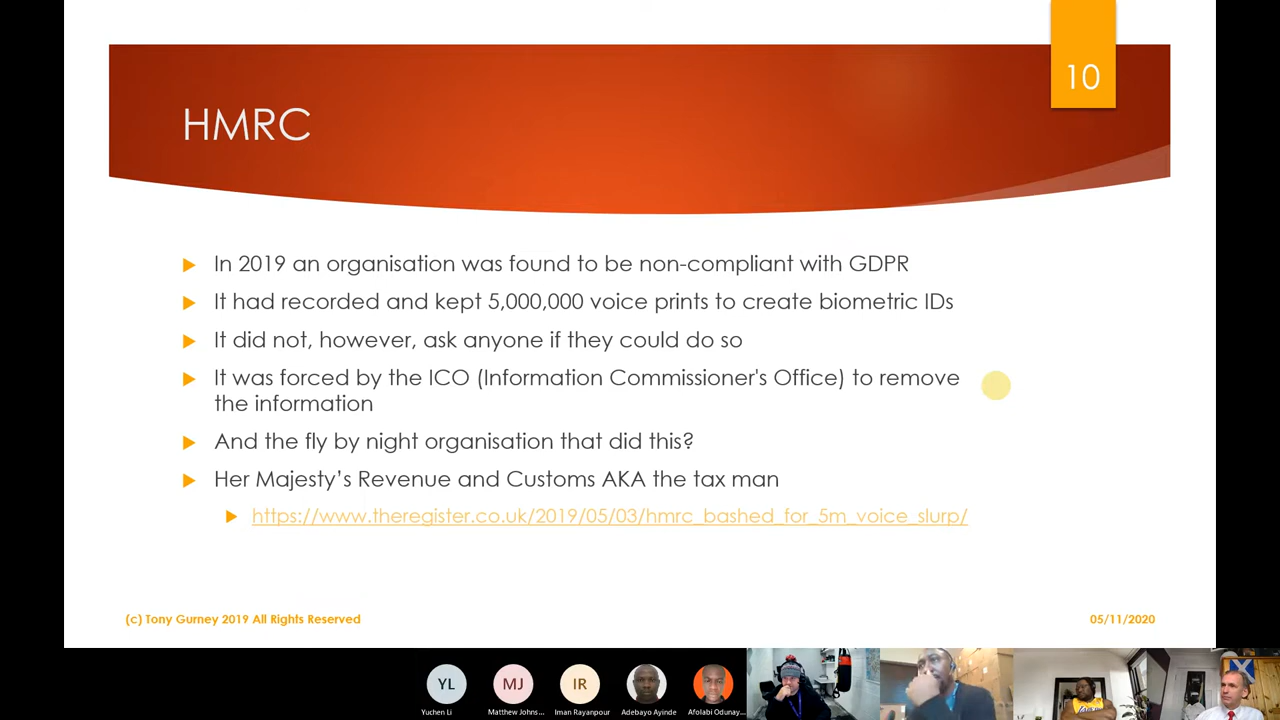 10
HMRC
In 2019 an organisation was found to be non-compliant with GDPR
It had recorded and kept 5,000,000 voice prints to create biometric IDs
It did not, however, ask anyone if they could do so
It was forced by the ICO (Information Commissioner's Office) to remove
the information
And the fly by night organisation that did this?
Her Majesty’s Revenue and Customs AKA the tax man
https://www.theregister.co.uk/2019/05/03/hmrc_bashed_for_5m_voice_slurp/
(c) Tony Gurney 2019 All Rights Reserved
05/11/2020
YL
MJ
IR
Yuchen Li
Matthew Johns...
Iman Rayanpour
Adebayo Ayinde
Afolabi Odunay...